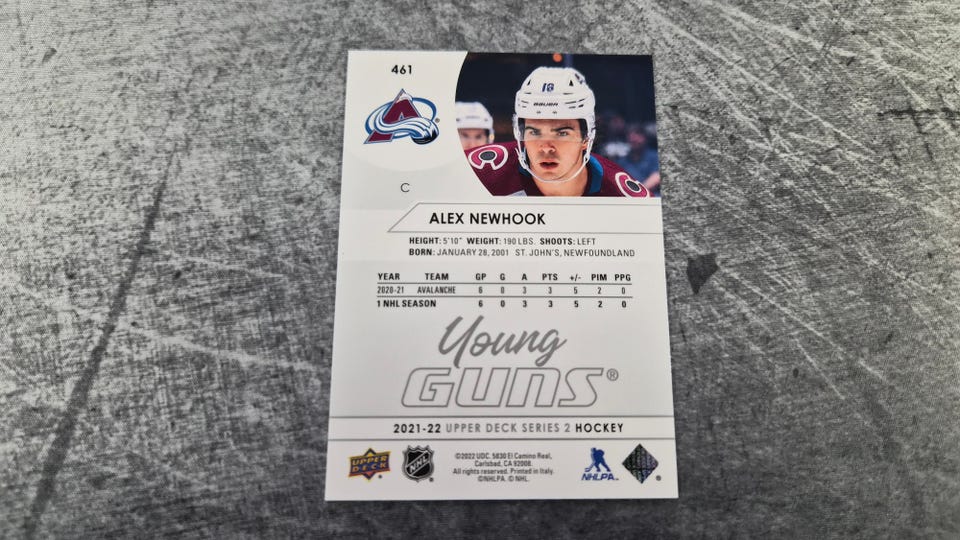 461
18
BAUER
C
ALEX NEWHOOK
HEIGHT: 5'10" WEIGHT: 190 LBS. SHOOTS: LEFT
BORN: JANUARY 28, 2001 ST. JOHN'S, NEWFOUNDLAND
YEAR TEAM GP G A PTS +/- PIM PPG
2020-21 AVALANCHE 6 0 3 3 5 2 0
1 NHL SEASON 6 0 3 3 5 2 0
Young
GUNS®
2021-22 UPPER DECK SERIES 2 HOCKEY
UPPER DECK
NHL
©2022 UDC. 5830 El Camino Real,
Carlsbad, CA 92008.
All rights reserved. Printed in Italy.
©NHLPA. © NHL.
NHLPA
®